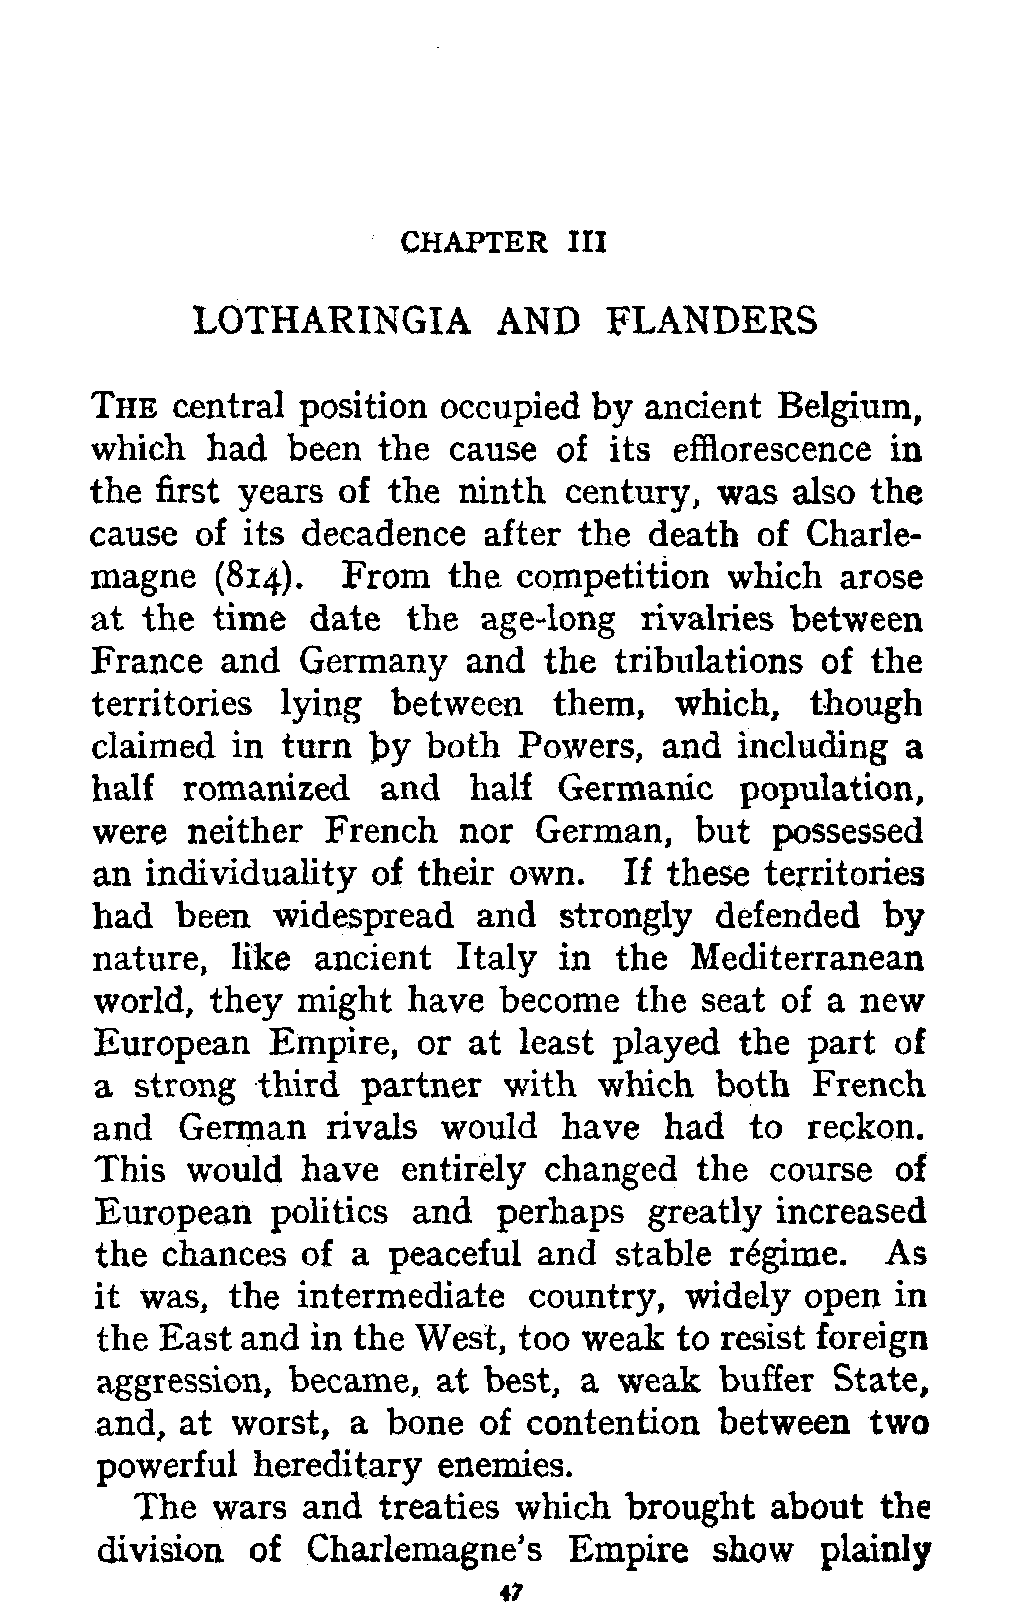 CHAPTER III
LOTHARINGIA AND FLANDERS
THE central position occupied by ancient Belgium,
which had been the cause of its efflorescence in
the first years of the ninth century, was also the
cause of its decadence after the death of Charle-
magne (814). From the competition which arose
at the time date the age-long rivalries between
France and Germany and the tribulations of the
territories lying between them, which, though
claimed in turn by both Powers, and including a
half romanized and half Germanic population,
were neither French nor German, but possessed
an individuality of their own. If these territories
had been widespread and strongly defended by
nature, like ancient Italy in the Mediterranean
world, they might have become the seat of a new
European Empire, or at least played the part of
a strong third partner with which both French
and German rivals would have had to reckon.
This would have entirely changed the course of
European politics and perhaps greatly increased
the chances of a peaceful and stable régime. As
it was, the intermediate country, widely open in
the East and in the West, too weak to resist foreign
aggression, became, at best, a weak buffer State,
and, at worst, a bone of contention between two
powerful hereditary enemies.
The wars and treaties which brought about the
division of Charlemagne's Empire show plainly
47